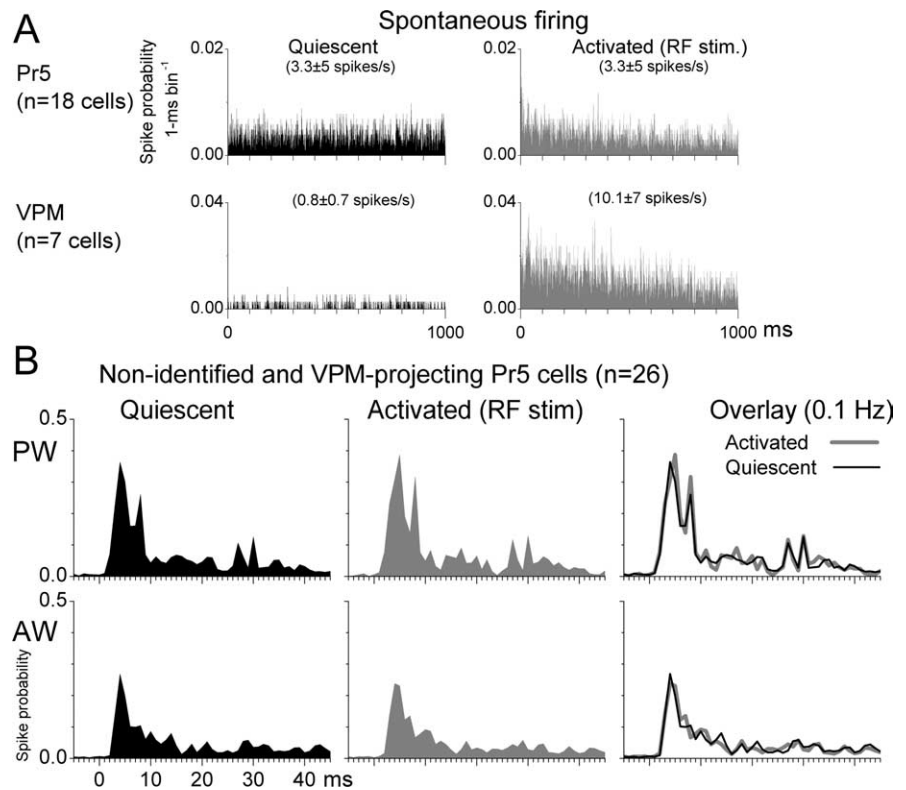 A
Spontaneous firing
Quiescent
(3.3±5 spikes/s)
Activated (RF stim.)
(3.3±5 spikes/s)
Pr5
(n=18 cells)
Spike probability
1-ms bin -1
0.02
0.00
0.02
0.00
VPM
(n=7 cells)
(0.8±0.7 spikes/s)
(10.1±7 spikes/s)
0.04
0.00
0.04
0.00
0
1000
0
1000 ms
B
Non-identified and VPM-projecting Pr5 cells (n=26)
Quiescent
Activated (RF stim)
Overlay (0.1 Hz)
Activated
Quiescent
PW
0.5
0.0
AW
Spike probability
0.5
0.0
0 10 20 30 40 ms